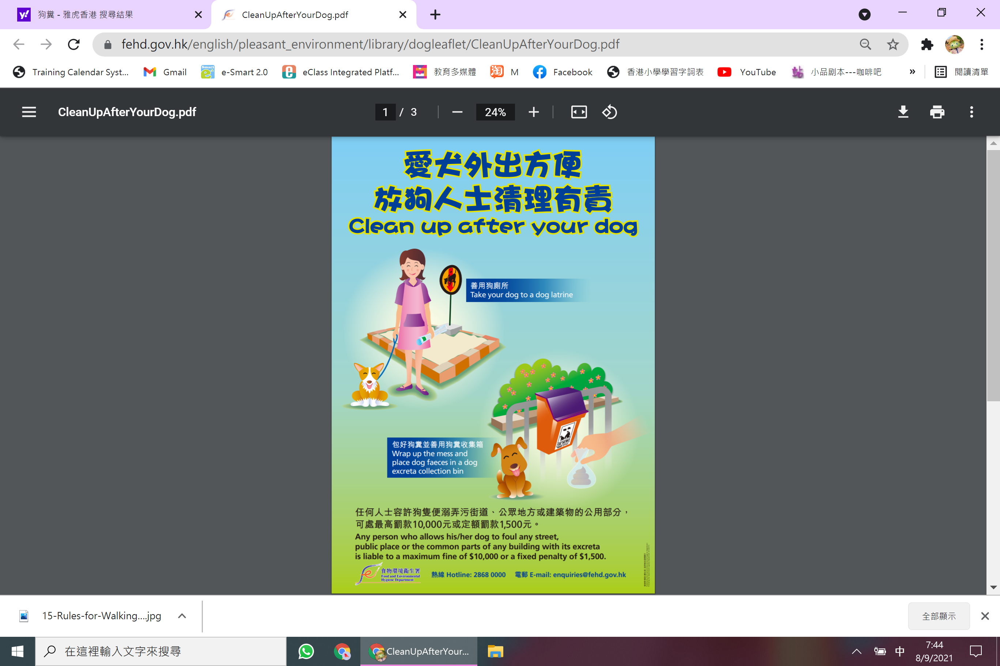 狗糞 - 雅虎香港 搜尋結果
CleanUpAfterYourDog.pdf
fehd.gov.hk/english/pleasant_environment/library/dogleaflet/CleanUpAfterYourDog.pdf
Training Calendar Syst...
Gmail
e-Smart 2.0
eClass Integrated Platf...
教育多媒體
M
Facebook
香港小學學習字詞表
YouTube
小品剧本---咖啡吧
»
閱讀清單
CleanUpAfterYourDog.pdf
1 / 3
24%
愛犬外出方便
放狗人士清理有責
Clean up after your dog
善用狗廁所
Take your dog to a dog latrine
包好狗糞並善用狗糞收集箱
Wrap up the mess and
place dog faeces in a dog
excreta collection bin
任何人士容許狗隻便溺弄污街道、公眾地方或建築物的公用部分，
可處最高罰款10,000元或定額罰款1,500元。
Any person who allows his/her dog to foul any street,
public place or the common parts of any building with its excreta
is liable to a maximum fine of $10,000 or a fixed penalty of $1,500.
食物環境衞生署
Food and Environmental
Hygiene Department
熱線 Hotline: 2868 0000 電郵 E-mail: enquiries@fehd.gov.hk
15-Rules-for-Walking....jpg
全部顯示
在這裡輸入文字來搜尋
CleanUpAfterYour...
中
7:44
8/9/2021